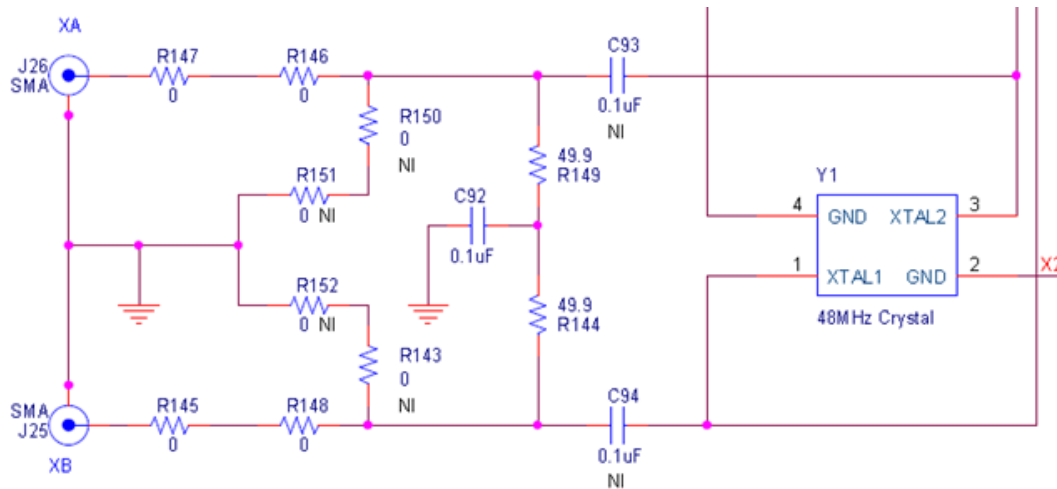 XA
J26
SMA
R147
0
R146
0
C93
0.1uF
NI
R150
0
NI
R151
0 NI
C92
0.1uF
49.9
R149
Y1
4
GND
XTAL2
3
1
XTAL1
GND
2
X2
48MHz Crystal
R152
0 NI
49.9
R144
R143
0
NI
SMA
J25
XB
R145
0
R148
0
C94
0.1uF
NI